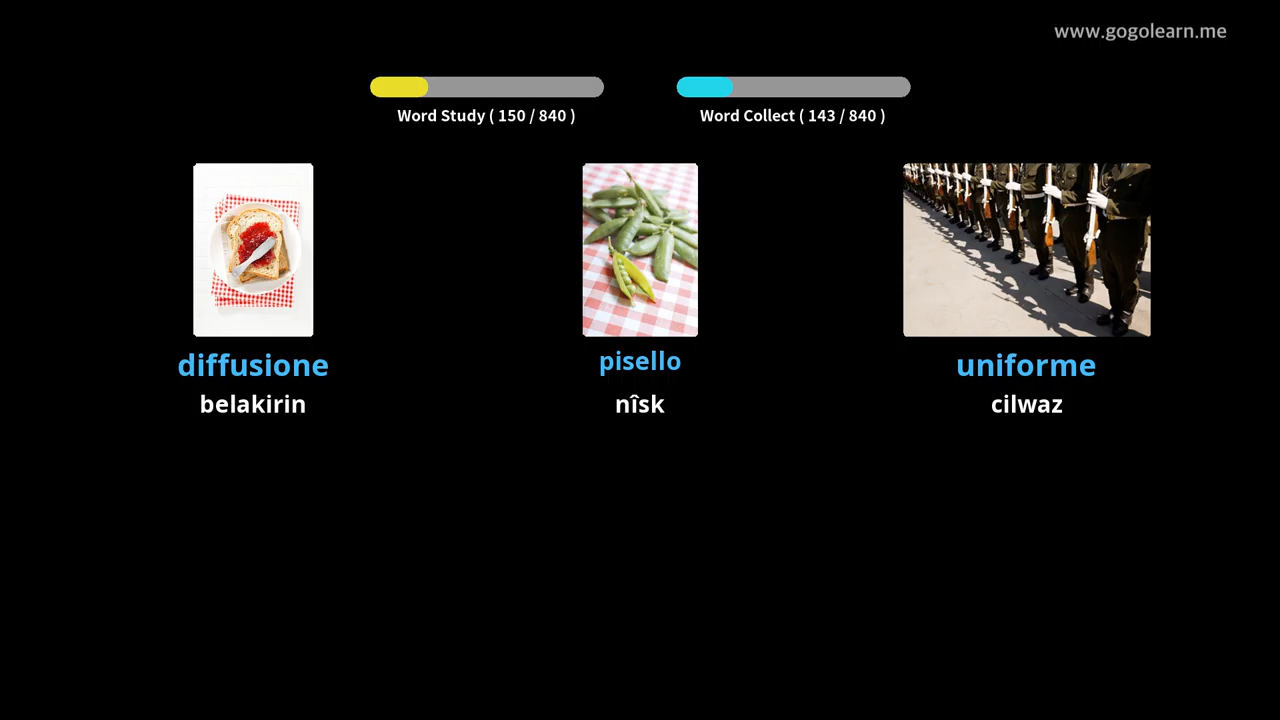 www.gogolearn.me
Word Study ( 150 / 840 )
Word Collect ( 143 / 840 )
diffusione
belakirin
pisello
nîsk
uniforme
cilwaz